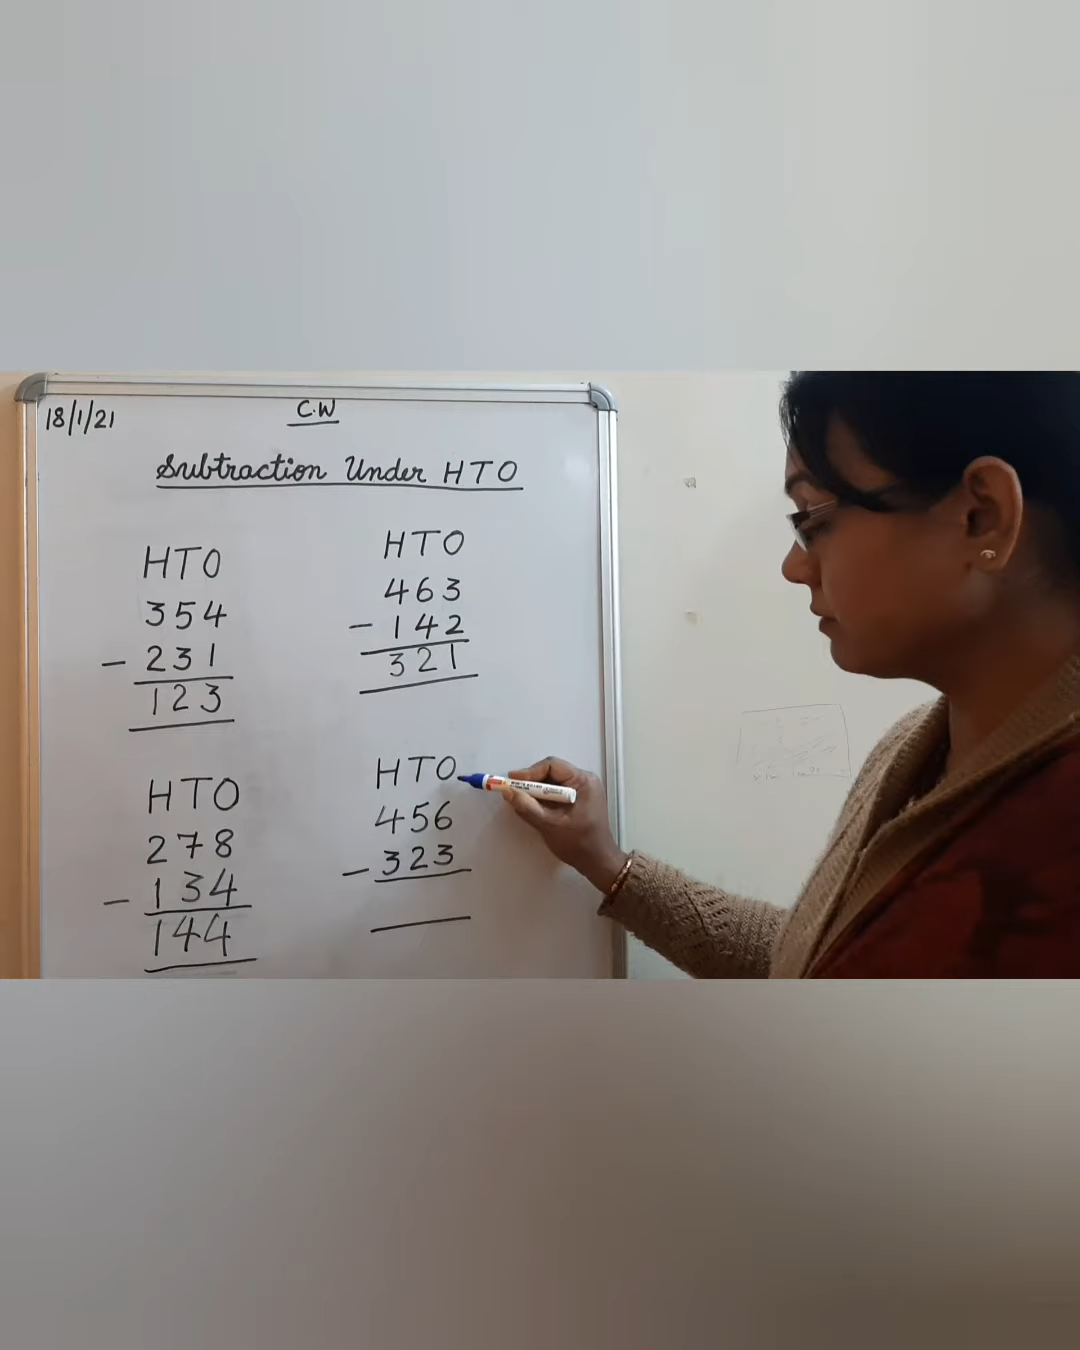 18/1/21
C.W
Subtraction Under HTO
HTO
354
- 231
123
HTO
463
- 142
321
HTO
278
- 134
144
HTO
456
- 323